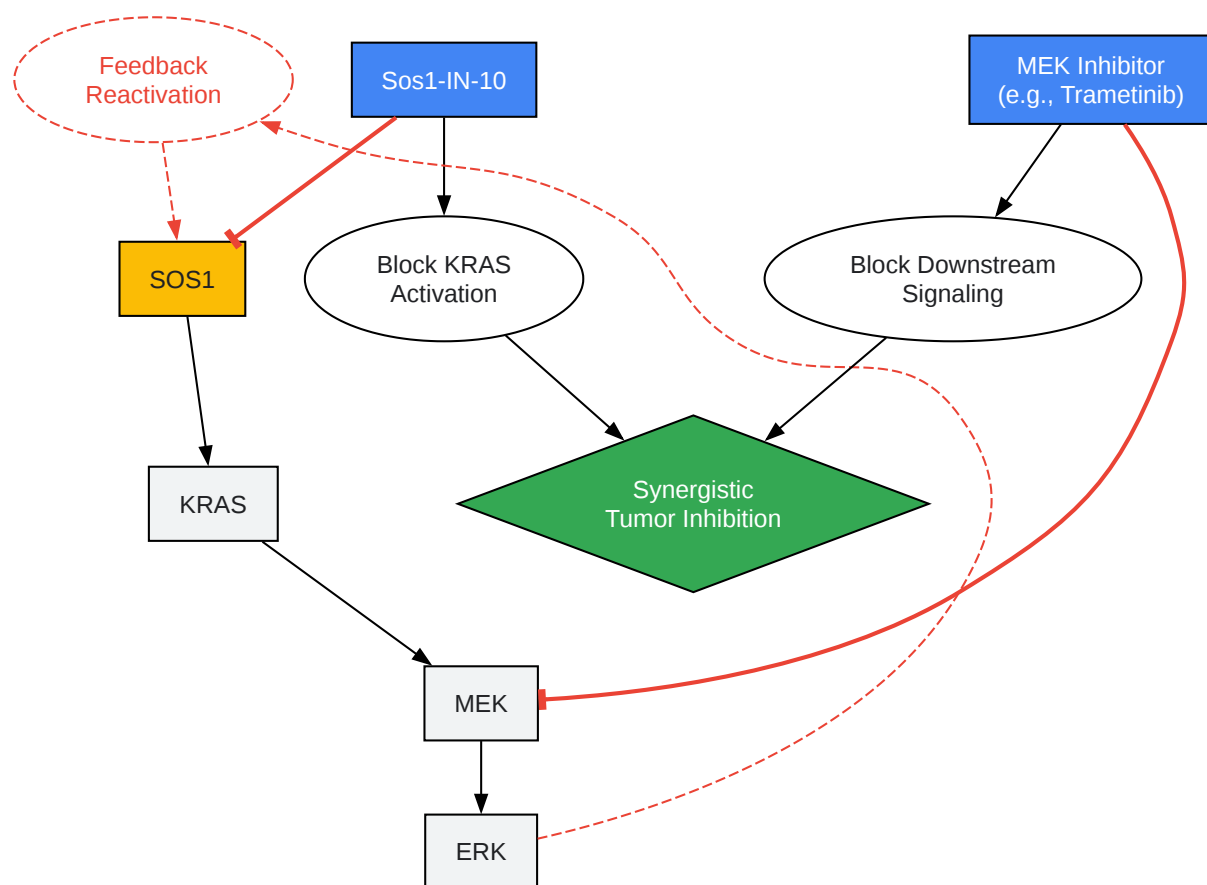 Feedback
Reactivation
Sos1-IN-10
MEK Inhibitor
(e.g., Trametinib)
SOS1
Block KRAS
Activation
Block Downstream
Signaling
KRAS
Synergistic
Tumor Inhibition
MEK
ERK